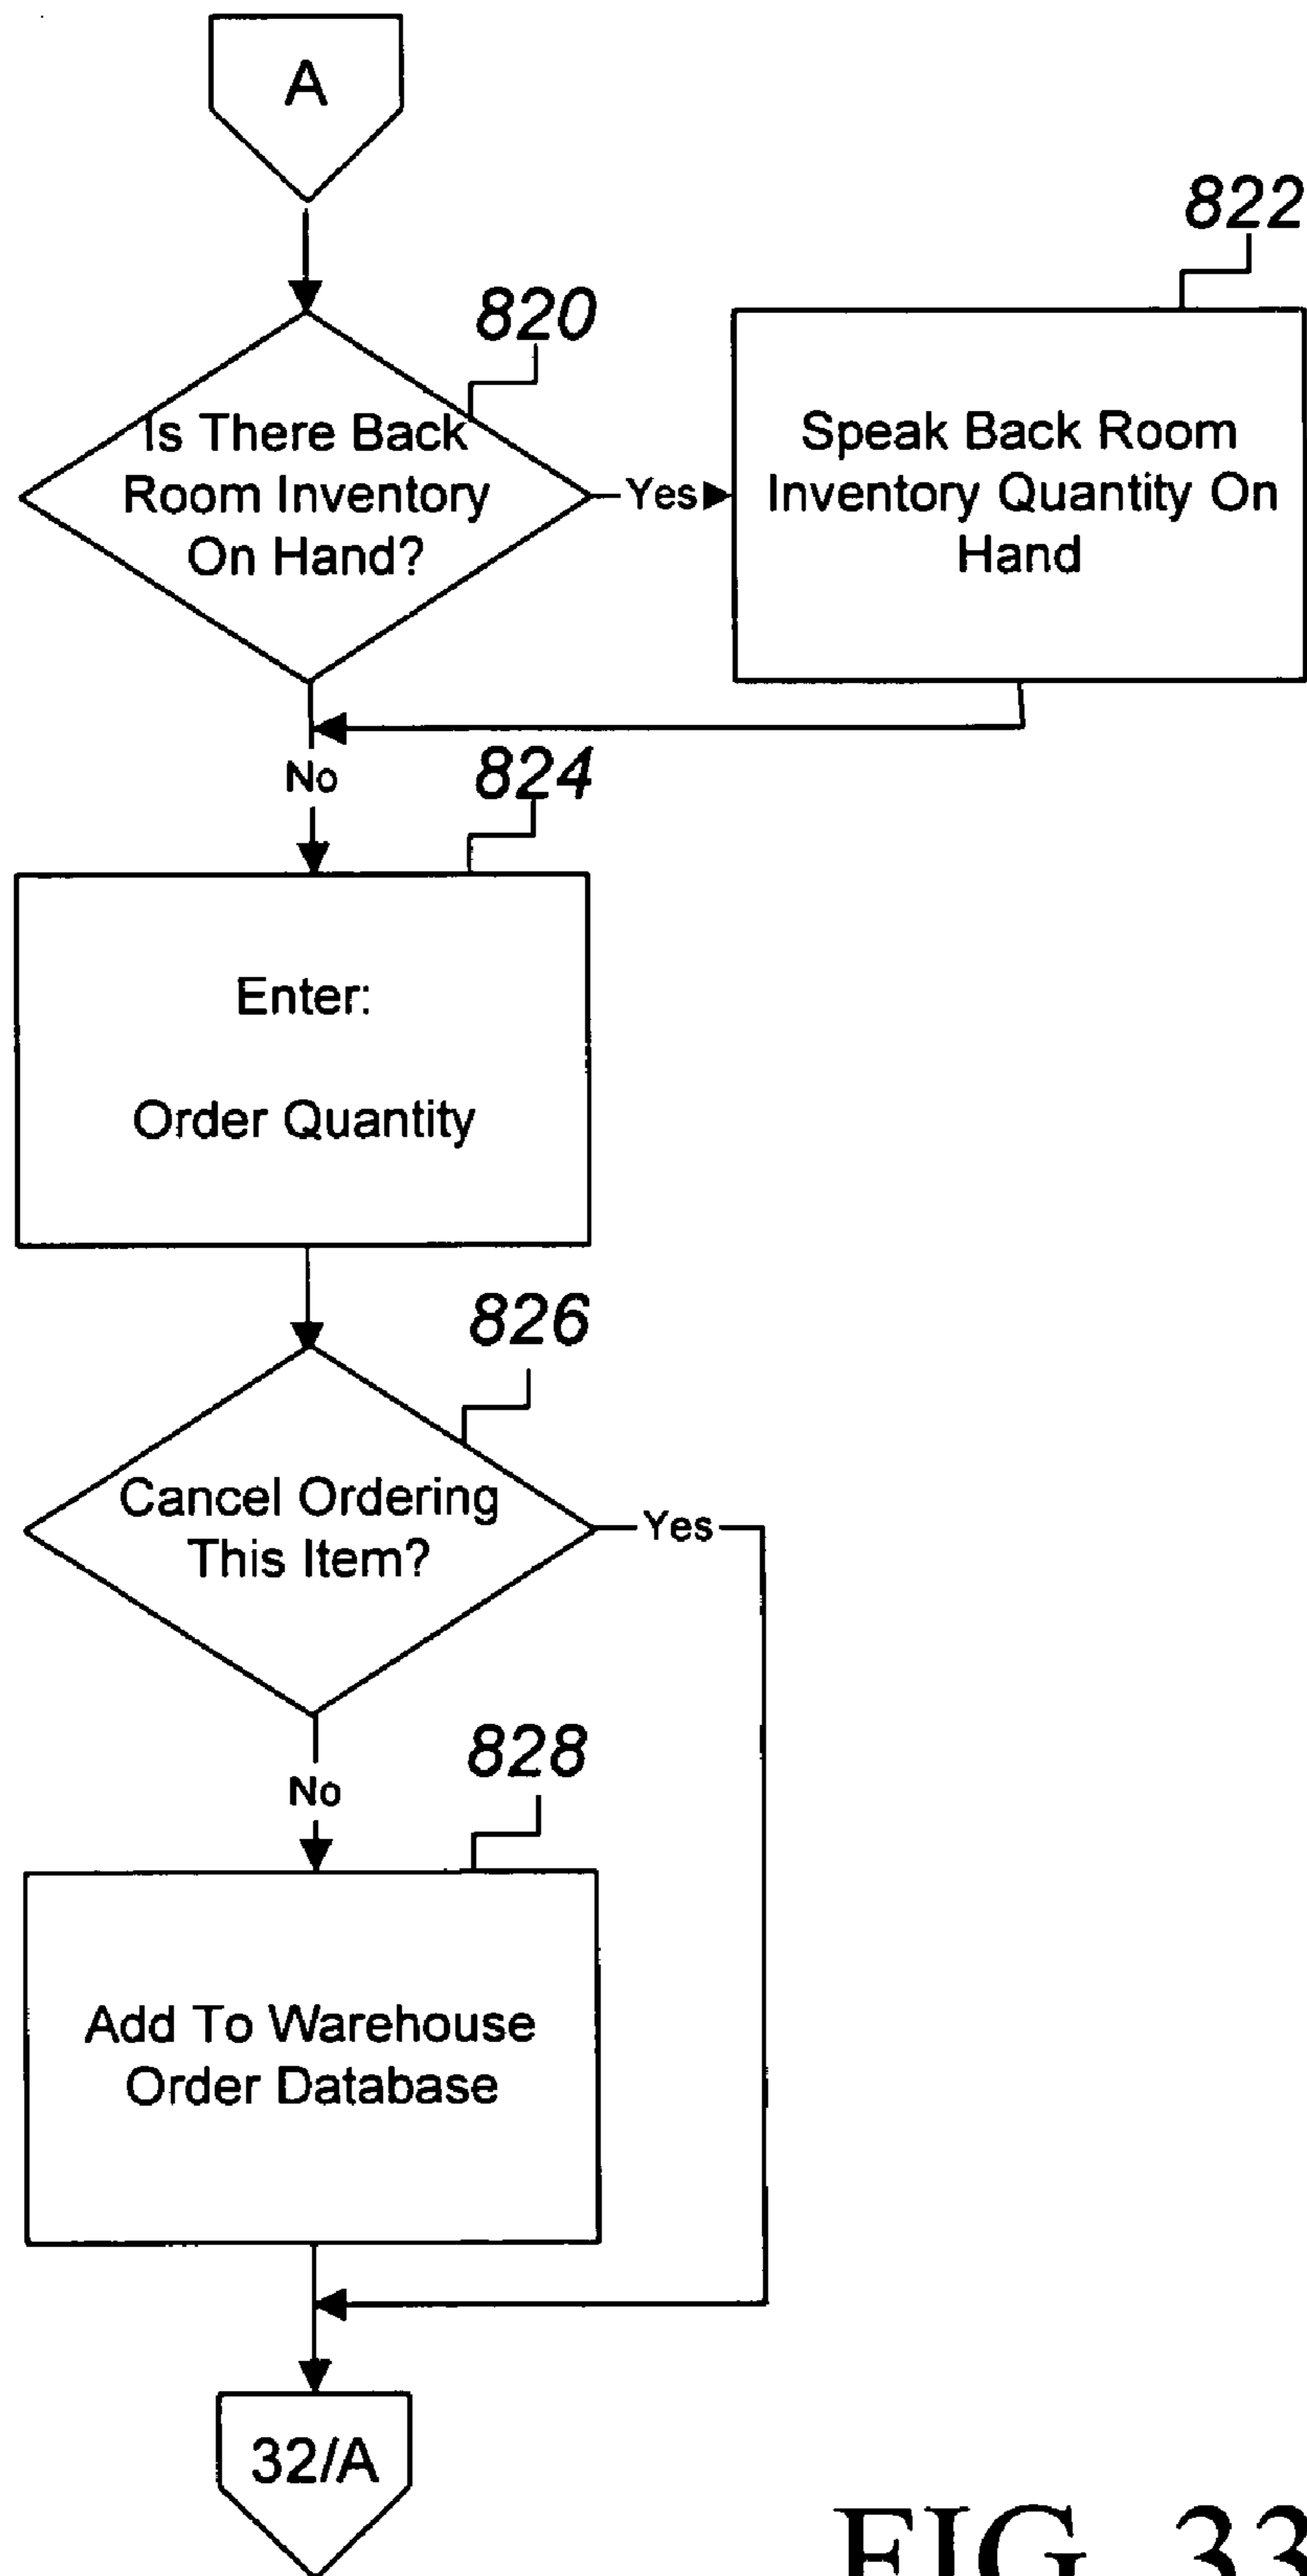 A
820
822
Is There Back
Room Inventory
On Hand?
Yes
Speak Back Room
Inventory Quantity On
Hand
No
824
Enter:
Order Quantity
826
Cancel Ordering
This Item?
Yes
No
828
Add To Warehouse
Order Database
32/A
FIG. 33